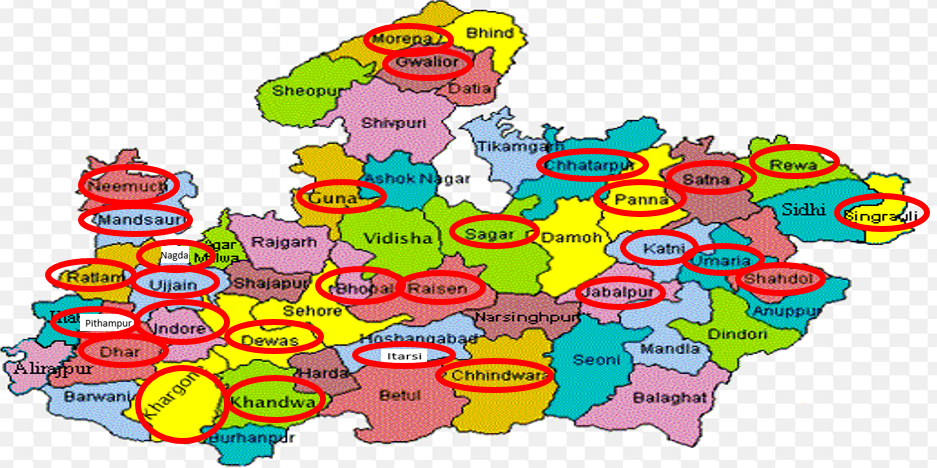 Bhind
Morena
Gwalior
Datia
Sheopur
Shivpuri
Tikamgarh
Chhatarpur
Rewa
Satna
Panna
Neemuch
Ashok Nagar
Guna
Mandsaur
Sidhi
Singrauli
Sagar
Damoh
Vidisha
Rajgarh
Agar
Malwa
Nagda
Katni
Umaria
Ratlam
Ujjain
Shajapur
Bhopal
Raisen
Jabalpur
Shahdol
Anuppur
Sehore
Narsinghpur
Pithampur
Indore
Dewas
Hoshangabad
Itarsi
Dindori
Mandla
Dhar
Alirajpur
Seoni
Harda
Chhindwara
Barwani
Khargone
Khandwa
Betul
Balaghat
Burhanpur